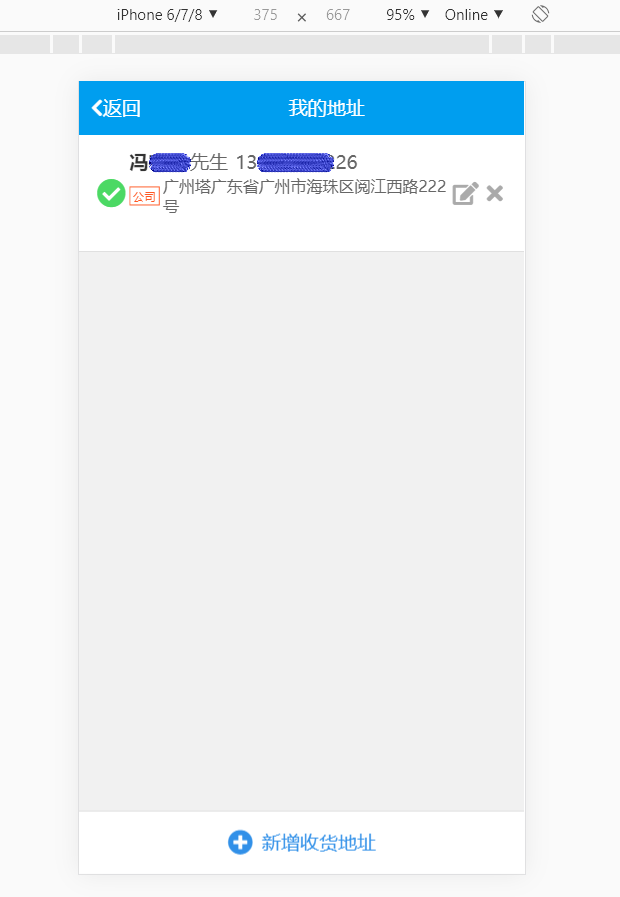 iPhone 6/7/8 ▼ 375 × 667 95% ▼ Online ▼
返回 我的地址
冯 先生 13 26
公司 广州塔广东省广州市海珠区阅江西路222
号
新增收货地址